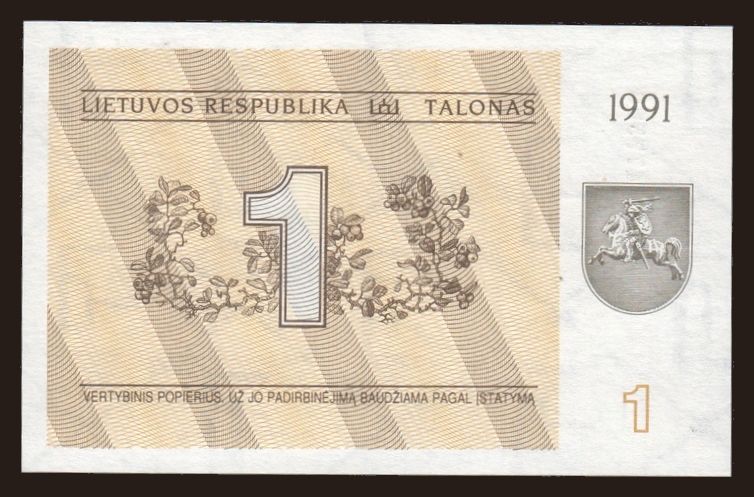 LIETUVOS RESPUBLIKA TALONAS
1991
1
VERTYBINIS POPIERIUS. UŽ JO PADIRBINĖJIMĄ BAUDŽIAMA PAGAL ĮSTATYMĄ
1